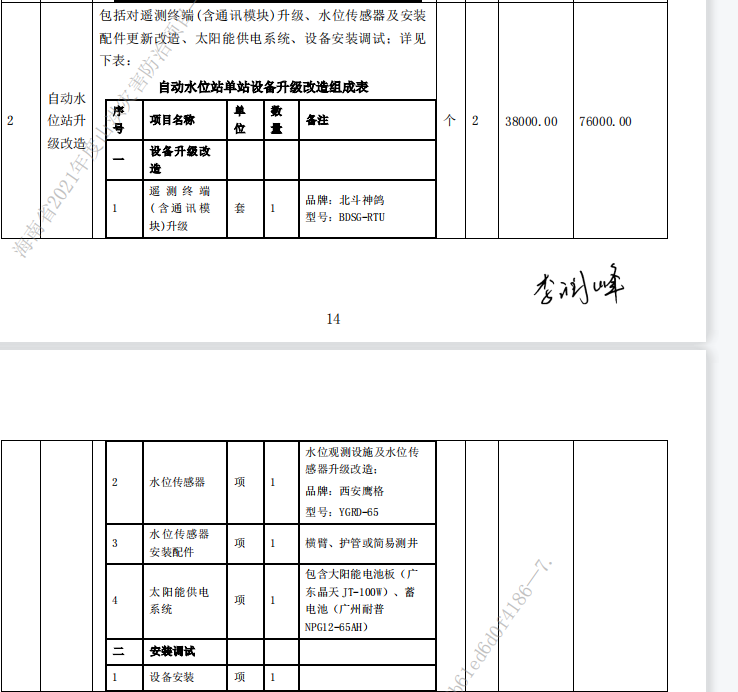 包括对遥测终端(含通讯模块)升级、水位传感器及安装
配件更新改造、太阳能供电系统、设备安装调试；详见
下表：
自动水位站单站设备升级改造组成表
2
自动水
位站升
级改造
个
2
38000.00
76000.00
序号
项目名称
单位
数量
备注
一
设备升级改
造
1
遥测终端
(含通讯模
块)升级
套
1
品牌：北斗神鸽
型号：BDSG-RTU
李润峰
14
2
水位传感器
项
1
水位观测设施及水位传
感器升级改造；
品牌：西安鹰格
型号：YGRD-65
3
水位传感器
安装配件
项
1
横臂、护管或简易测井
4
太阳能供电
系统
项
1
包含大阳能电池板（广
东晶天 JT-100W）、蓄
电池（广州耐普
NPG12-65AH）
二
安装调试
1
设备安装
项
1